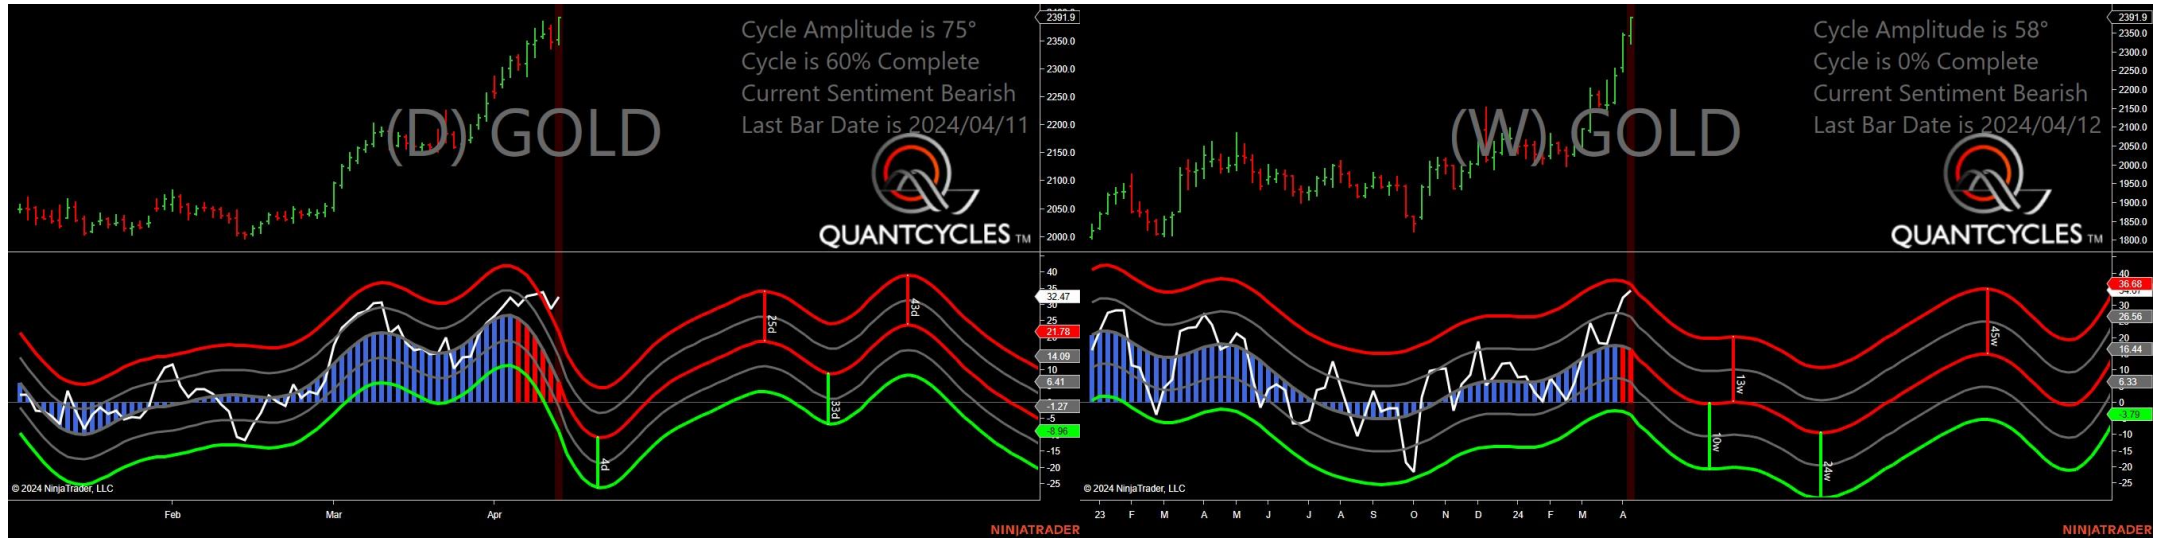 Cycle Amplitude is 75°
Cycle is 60% Complete
Current Sentiment Bearish
Last Bar Date is 2024/04/11
(D) GOLD
QUANTCYCLES TM
2391.9
2350.0
2300.0
2250.0
2200.0
2150.0
2100.0
2050.0
2000.0
40
32.47
25
21.78
14.09
10
6.41
-1.27
-5
-8.96
-15
-20
-25
4d
25d
33d
43d
© 2024 NinjaTrader, LLC
Feb Mar Apr
NINJATRADER
Cycle Amplitude is 58°
Cycle is 0% Complete
Current Sentiment Bearish
Last Bar Date is 2024/04/12
(W) GOLD
QUANTCYCLES TM
2391.9
2350.0
2300.0
2250.0
2200.0
2150.0
2100.0
2050.0
2000.0
1950.0
1900.0
1850.0
1800.0
40
36.68
30
26.56
20
16.44
10
6.33
0
-3.79
-10
-15
-20
-25
10w
13w
24w
45w
© 2024 NinjaTrader, LLC
23 F M A M J J A S O N D 24 F M A
NINJATRADER